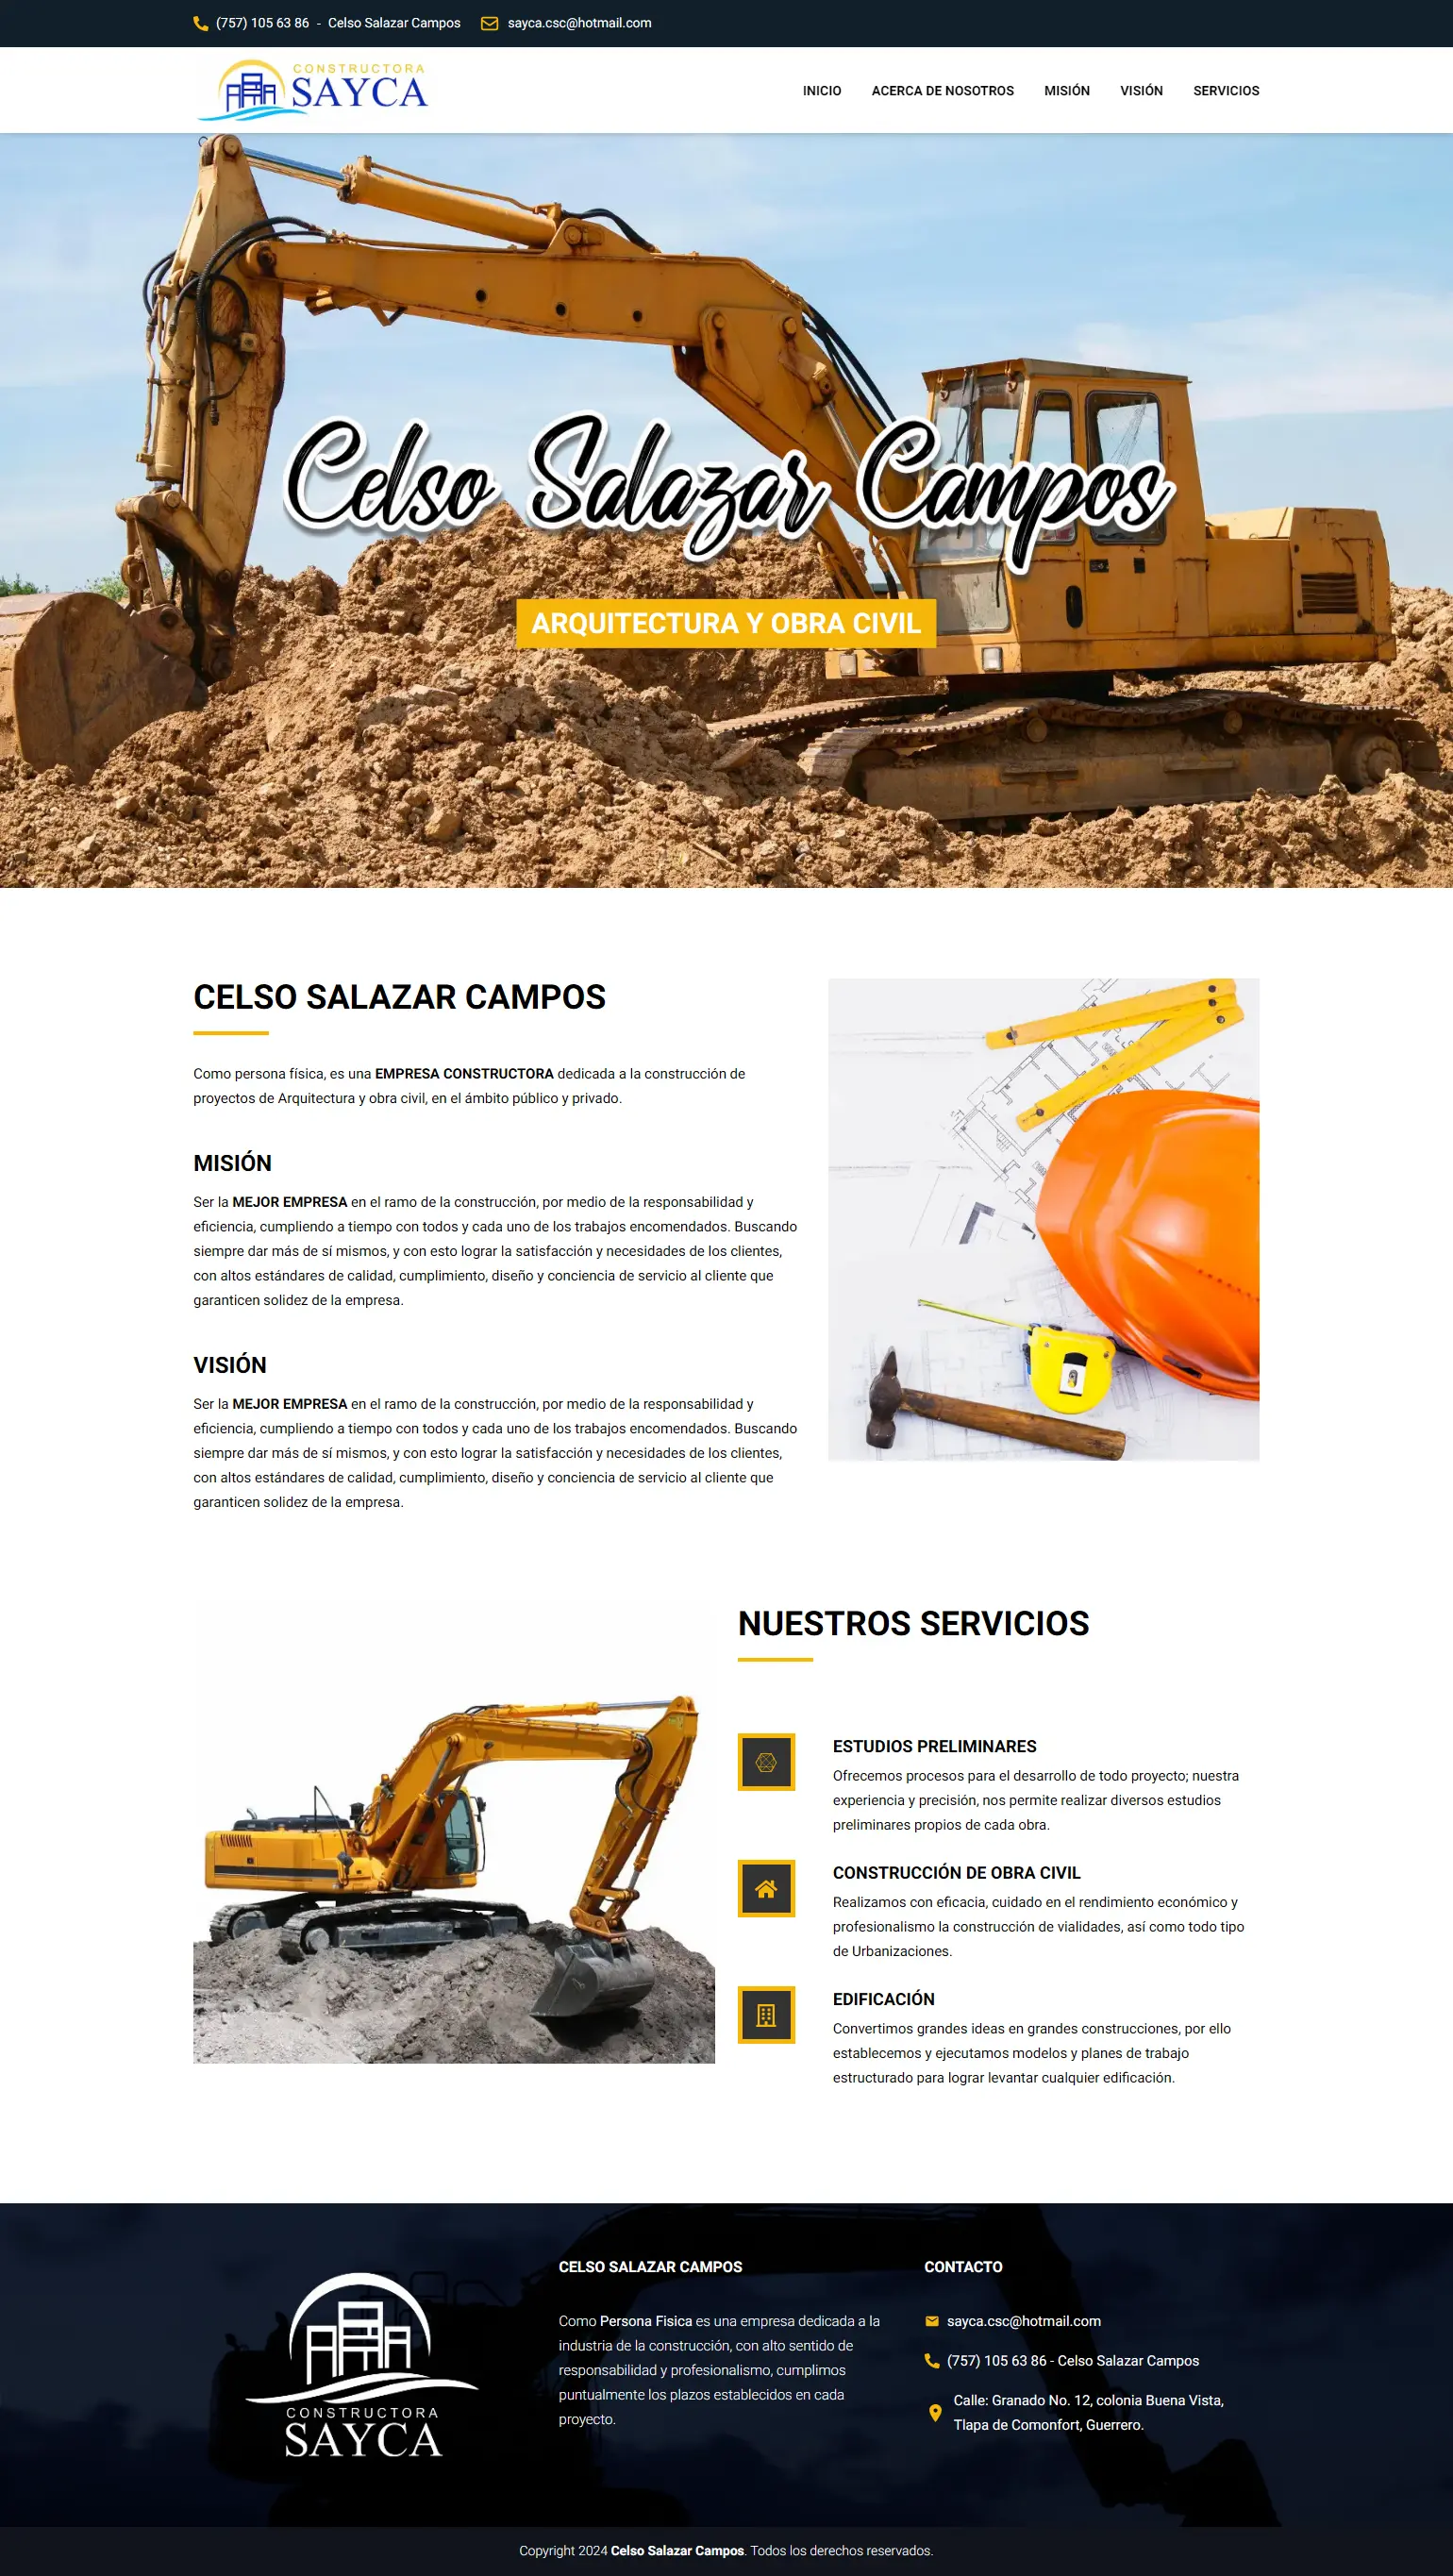 (757) 105 63 86 - Celso Salazar Campos sayca.csc@hotmail.com
CONSTRUCTORA
SAYCA
INICIO ACERCA DE NOSOTROS MISIÓN VISIÓN SERVICIOS
Celso Salazar Campos
ARQUITECTURA Y OBRA CIVIL
CELSO SALAZAR CAMPOS
Como persona física, es una EMPRESA CONSTRUCTORA dedicada a la construcción de
proyectos de Arquitectura y obra civil, en el ámbito público y privado.
MISIÓN
Ser la MEJOR EMPRESA en el ramo de la construcción, por medio de la responsabilidad y
eficiencia, cumpliendo a tiempo con todos y cada uno de los trabajos encomendados. Buscando
siempre dar más de sí mismos, y con esto lograr la satisfacción y necesidades de los clientes,
con altos estándares de calidad, cumplimiento, diseño y conciencia de servicio al cliente que
garanticen solidez de la empresa.
VISIÓN
Ser la MEJOR EMPRESA en el ramo de la construcción, por medio de la responsabilidad y
eficiencia, cumpliendo a tiempo con todos y cada uno de los trabajos encomendados. Buscando
siempre dar más de sí mismos, y con esto lograr la satisfacción y necesidades de los clientes,
con altos estándares de calidad, cumplimiento, diseño y conciencia de servicio al cliente que
garanticen solidez de la empresa.
NUESTROS SERVICIOS
ESTUDIOS PRELIMINARES
Ofrecemos procesos para el desarrollo de todo proyecto; nuestra
experiencia y precisión, nos permite realizar diversos estudios
preliminares propios de cada obra.
CONSTRUCCIÓN DE OBRA CIVIL
Realizamos con eficacia, cuidado en el rendimiento económico y
profesionalismo la construcción de vialidades, así como todo tipo
de Urbanizaciones.
EDIFICACIÓN
Convertimos grandes ideas en grandes construcciones, por ello
establecemos y ejecutamos modelos y planes de trabajo
estructurado para lograr levantar cualquier edificación.
CONSTRUCTORA
SAYCA
CELSO SALAZAR CAMPOS
Como Persona Fisica es una empresa dedicada a la
industria de la construcción, con alto sentido de
responsabilidad y profesionalismo, cumplimos
puntualmente los plazos establecidos en cada
proyecto.
CONTACTO
sayca.csc@hotmail.com
(757) 105 63 86 - Celso Salazar Campos
Calle: Granado No. 12, colonia Buena Vista,
Tlapa de Comonfort, Guerrero.
Copyright 2024 Celso Salazar Campos. Todos los derechos reservados.